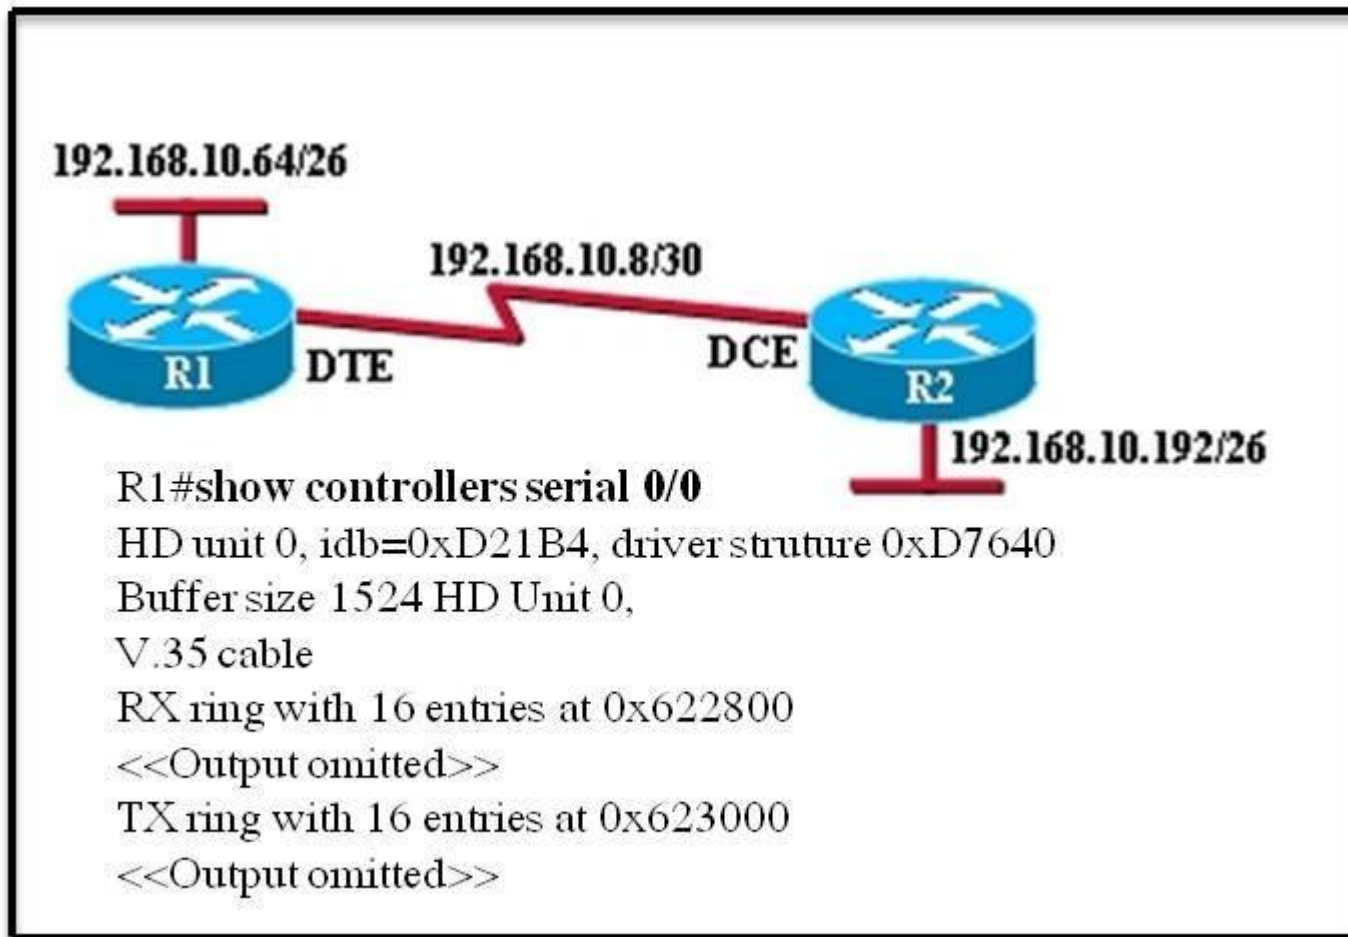 192.168.10.64/26
192.168.10.8/30
R1
DTE
DCE
R2
192.168.10.192/26
R1#show controllers serial 0/0
HD unit 0, idb=0xD21B4, driver struture 0xD7640
Buffer size 1524 HD Unit 0,
V.35 cable
RX ring with 16 entries at 0x622800
<<Output omitted>>
TX ring with 16 entries at 0x623000
<<Output omitted>>